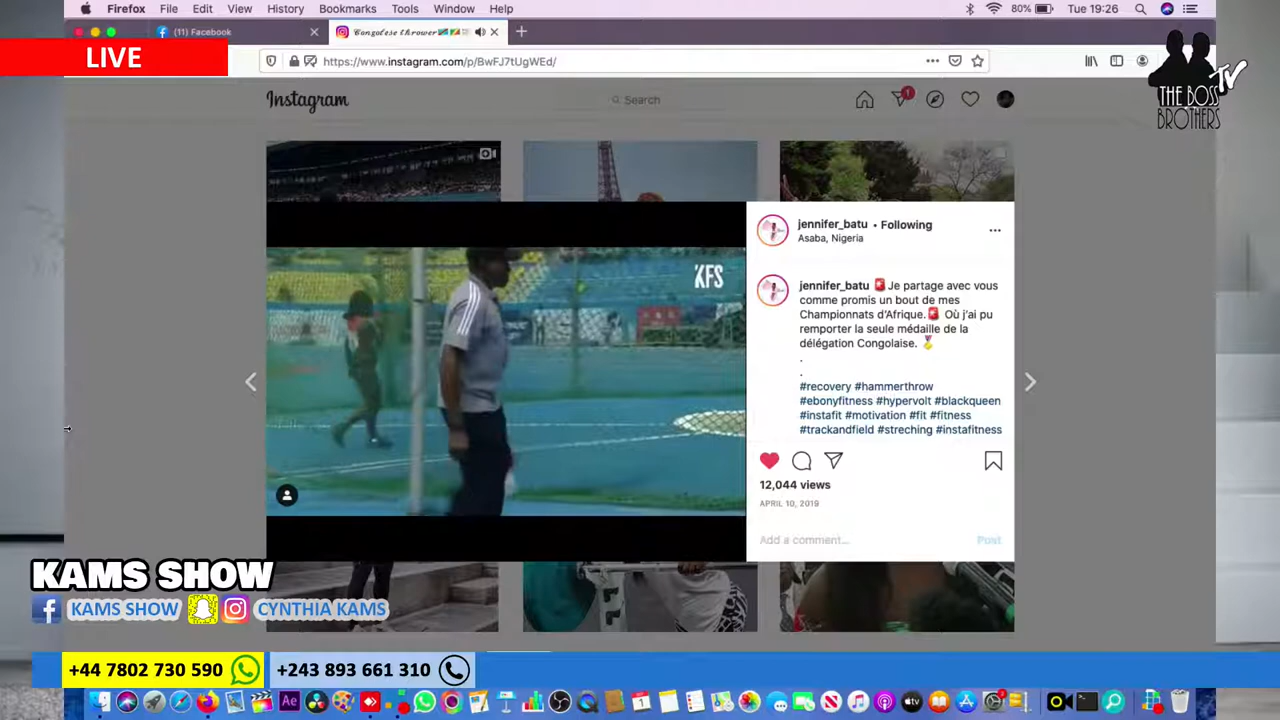 Firefox File Edit View History Bookmarks Tools Window Help
80% Tue 19:26
(11) Facebook
𝓒𝓸𝓷𝓰𝓸𝓵𝓮𝓼𝓮 𝓽𝓱𝓻𝓸𝔀𝓮𝓻
LIVE
https://www.instagram.com/p/BwFJ7tUgWEd/
THE BOSS
BROTHERS
TV
Instagram
Search
1
jennifer_batu • Following
Asaba, Nigeria
KFS
jennifer_batu 🚨Je partage avec vous
comme promis un bout de mes
Championnats d'Afrique.🚨 Où j'ai pu
remporter la seule médaille de la
délégation Congolaise. 🏅
.
.
#recovery #hammerthrow
#ebonyfitness #hypervolt #blackqueen
#instafit #motivation #fit #fitness
#trackandfield #streching #instafitness
12,044 views
APRIL 10, 2019
Add a comment... Post
KAMS SHOW
KAMS SHOW CYNTHIA KAMS
+44 7802 730 590 +243 893 661 310